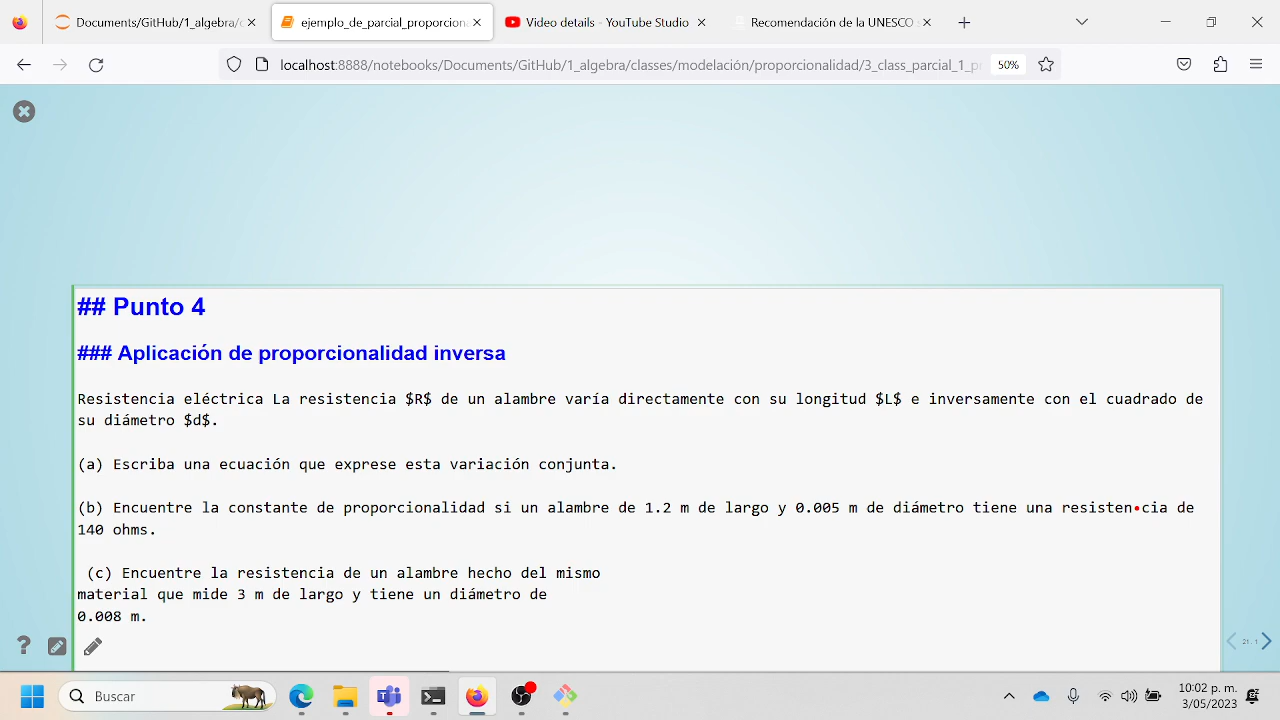 Documents/GitHub/1_algebra/c
ejemplo_de_parcial_proporcion
Video details - YouTube Studio
Recomendación de la UNESCO
localhost:8888/notebooks/Documents/GitHub/1_algebra/classes/modelación/proporcionalidad/3_class_parcial_1_p
50%
## Punto 4
### Aplicación de proporcionalidad inversa
Resistencia eléctrica La resistencia $R$ de un alambre varía directamente con su longitud $L$ e inversamente con el cuadrado de
su diámetro $d$.
(a) Escriba una ecuación que exprese esta variación conjunta.
(b) Encuentre la constante de proporcionalidad si un alambre de 1.2 m de largo y 0.005 m de diámetro tiene una resistencia de
140 ohms.
(c) Encuentre la resistencia de un alambre hecho del mismo
material que mide 3 m de largo y tiene un diámetro de
0.008 m.
?
21.1
Buscar
10:02 p. m.
3/05/2023